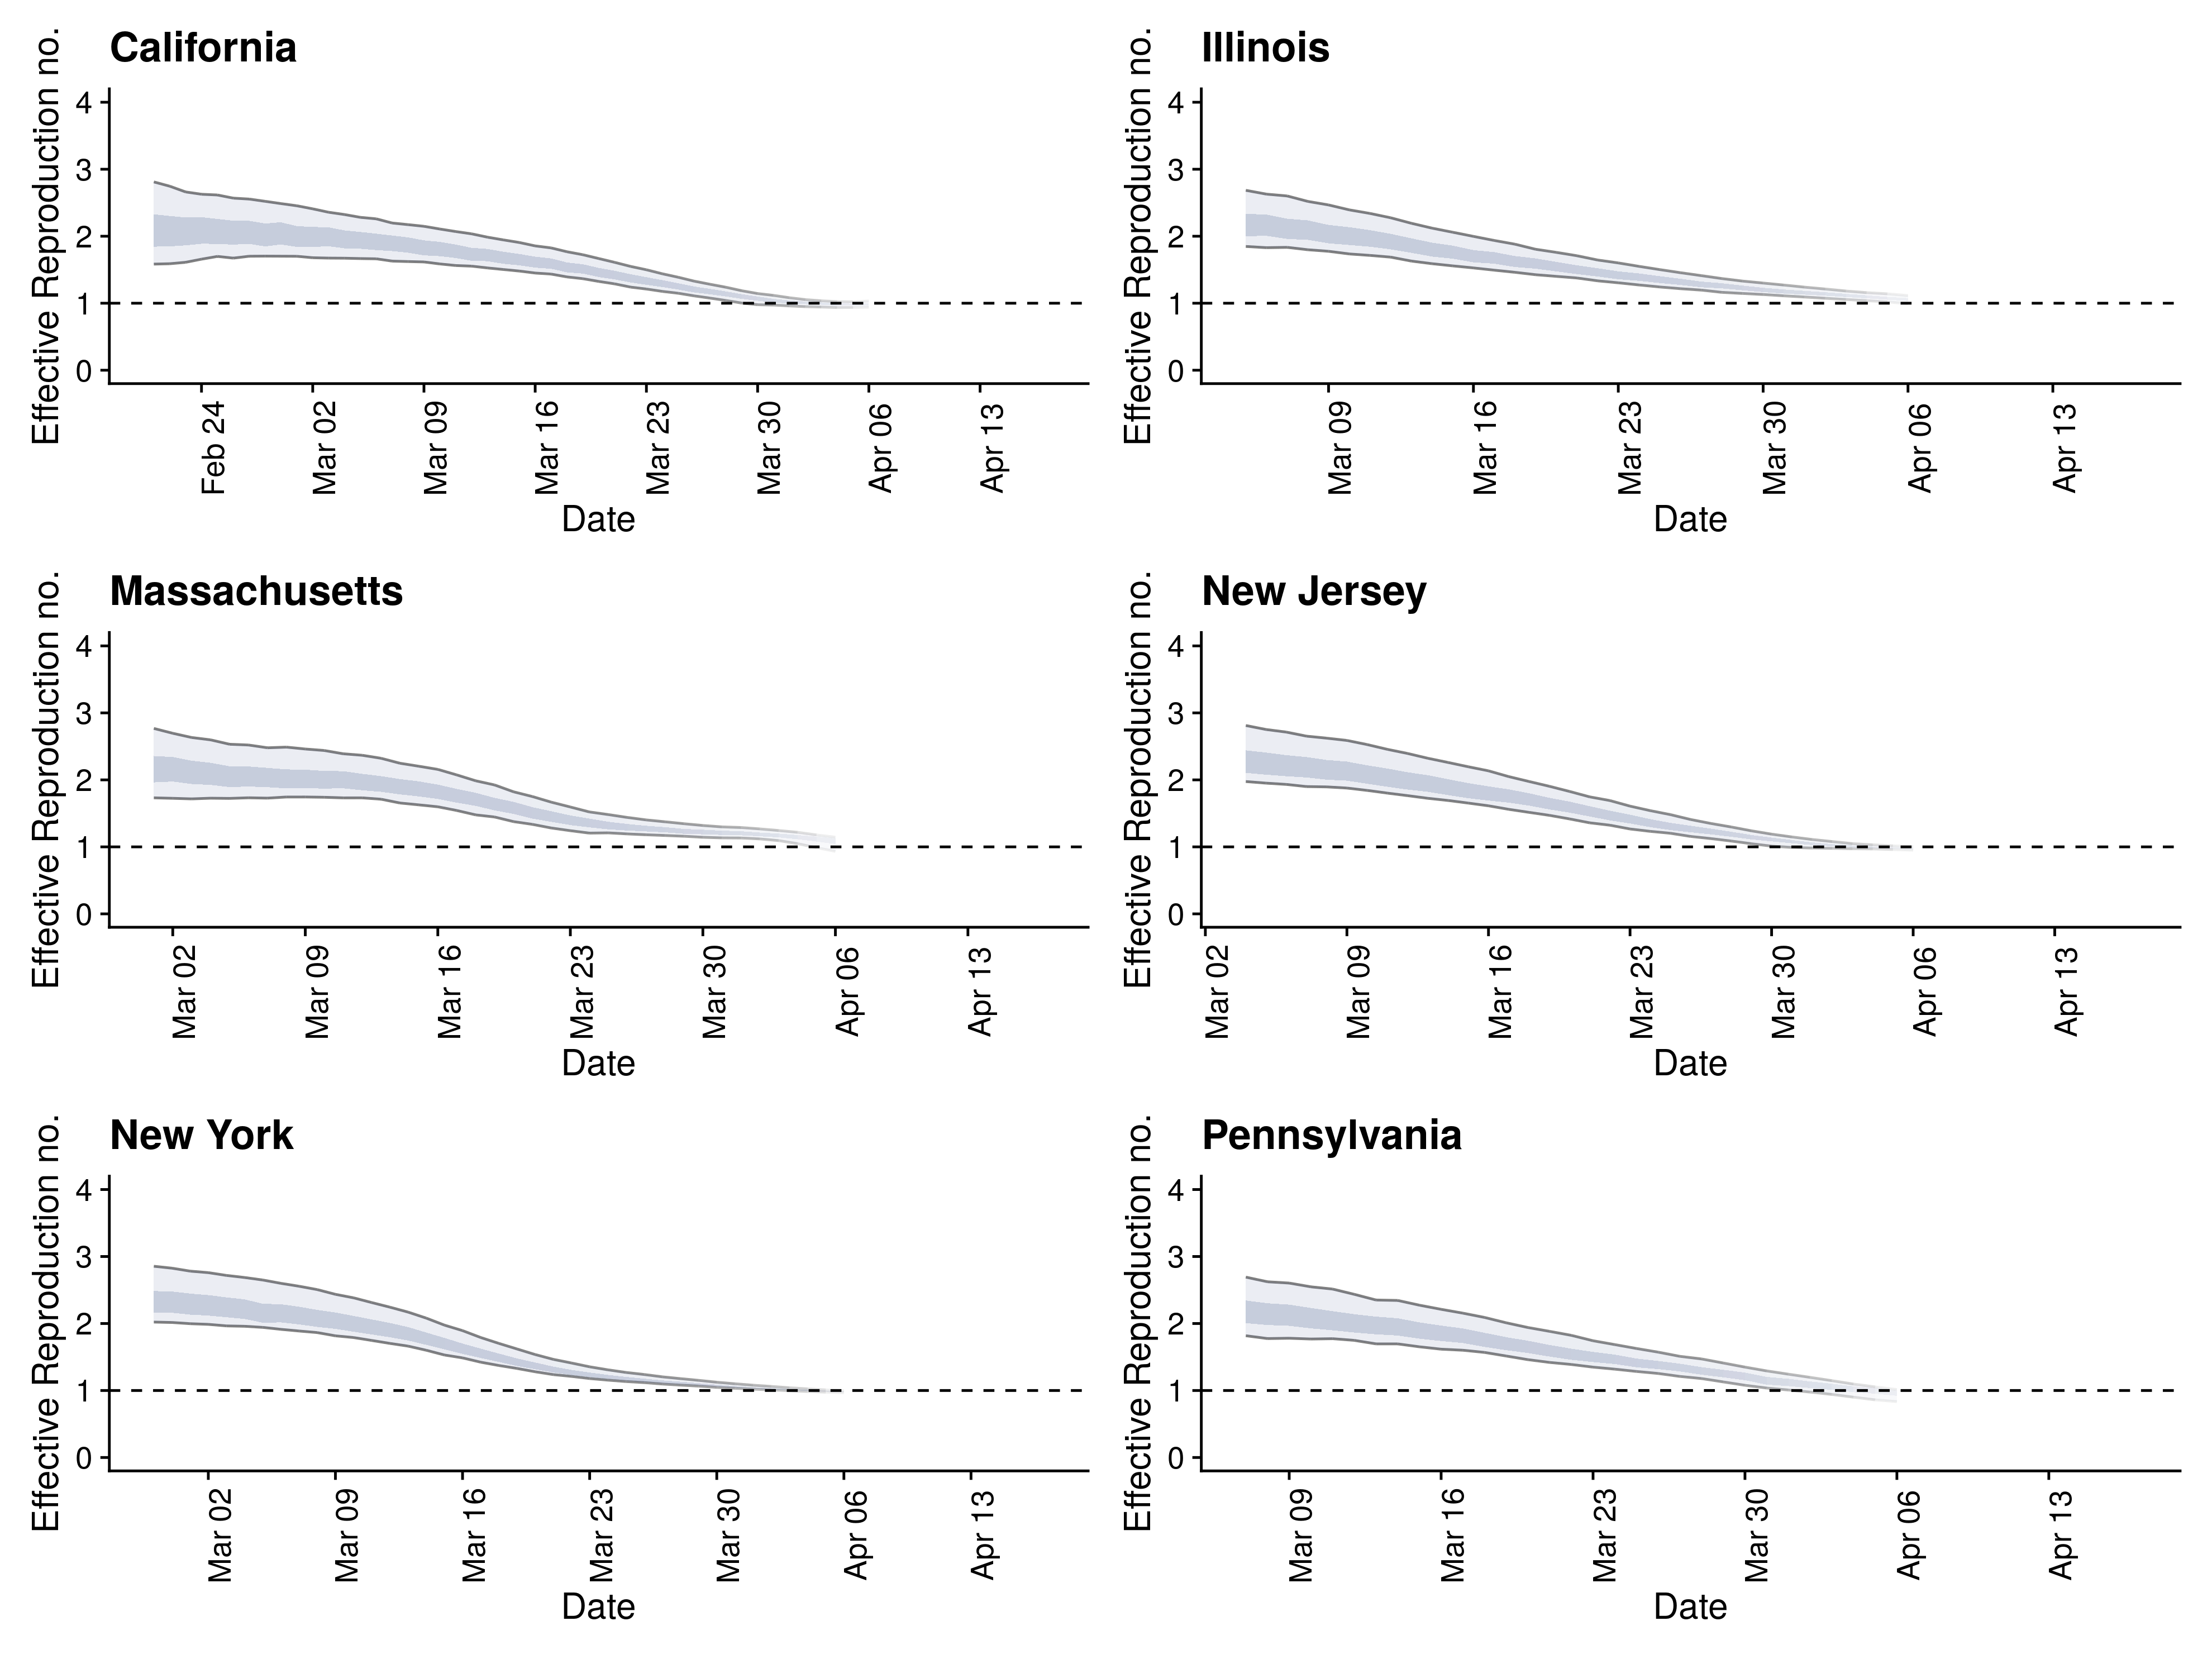 California
Effective Reproduction no.
4
3
2
1
0
Feb 24
Mar 02
Mar 09
Mar 16
Mar 23
Mar 30
Apr 06
Apr 13
Date
Illinois
Effective Reproduction no.
4
3
2
1
0
Mar 09
Mar 16
Mar 23
Mar 30
Apr 06
Apr 13
Date
Massachusetts
Effective Reproduction no.
4
3
2
1
0
Mar 02
Mar 09
Mar 16
Mar 23
Mar 30
Apr 06
Apr 13
Date
New Jersey
Effective Reproduction no.
4
3
2
1
0
Mar 02
Mar 09
Mar 16
Mar 23
Mar 30
Apr 06
Apr 13
Date
New York
Effective Reproduction no.
4
3
2
1
0
Mar 02
Mar 09
Mar 16
Mar 23
Mar 30
Apr 06
Apr 13
Date
Pennsylvania
Effective Reproduction no.
4
3
2
1
0
Mar 09
Mar 16
Mar 23
Mar 30
Apr 06
Apr 13
Date